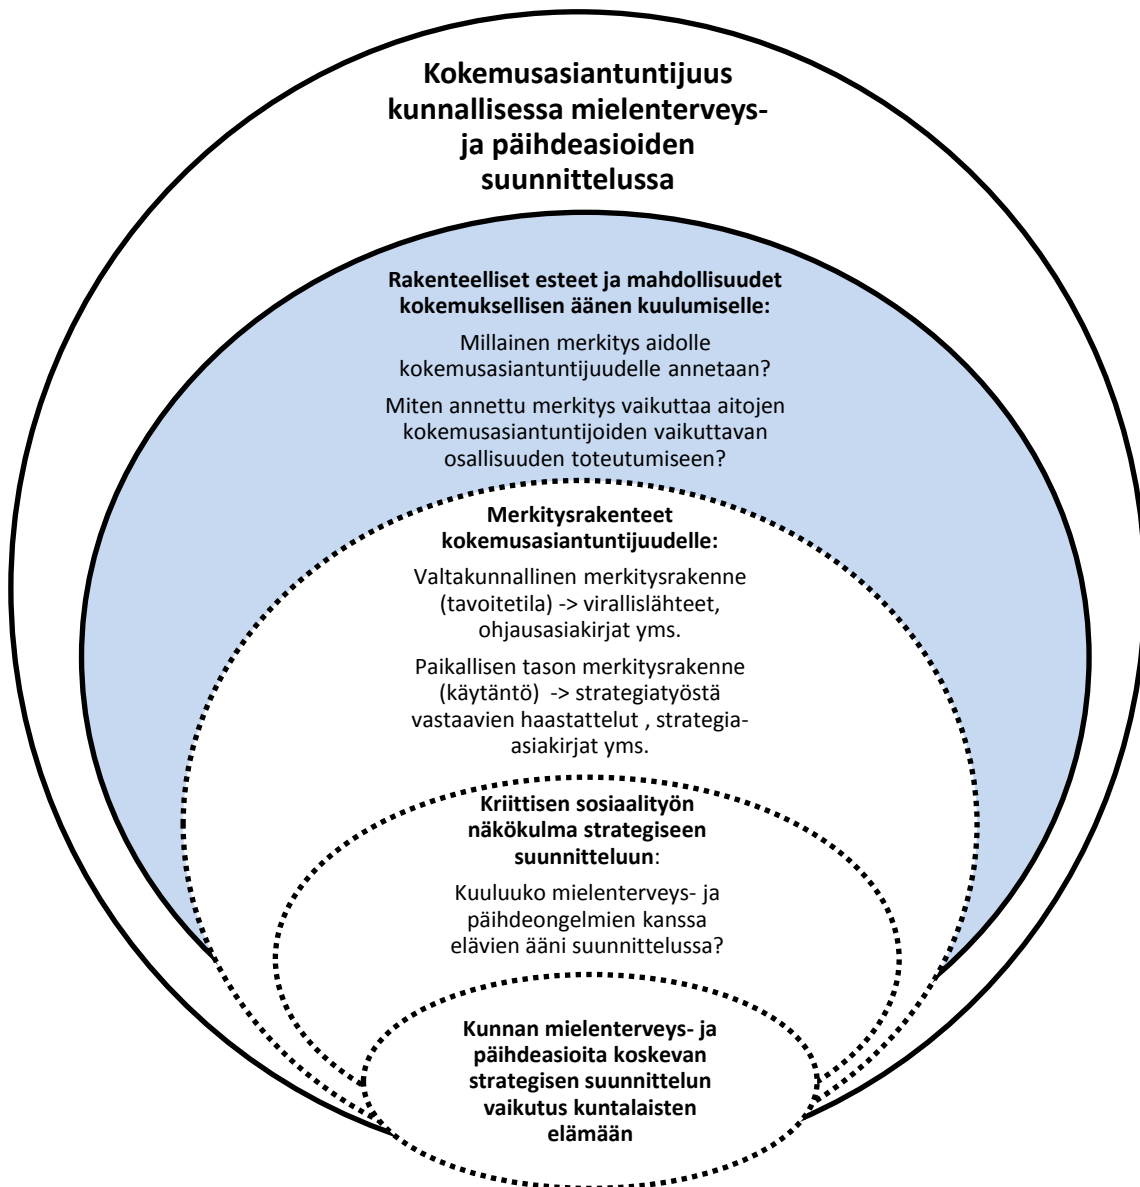 Kokemusasiantuntijuus
kunnallisessa mielenterveys-
ja päihdeasioiden
suunnittelussa
Rakenteelliset esteet ja mahdollisuudet
kokemuksellisen äänen kuulumiselle:
Millainen merkitys aidolle
kokemusasiantuntijuudelle annetaan?
Miten annettu merkitys vaikuttaa aitojen
kokemusasiantuntijoiden vaikuttavan
osallisuuden toteutumiseen?
Merkitysrakenteet
kokemusasiantuntijuudelle:
Valtakunnallinen merkitysrakenne
(tavoitetila) -> virallislähteet,
ohjausasiakirjat yms.
Paikallisen tason merkitysrakenne
(käytäntö)  -> strategiatyöstä
vastaavien haastattelut , strategia-
asiakirjat yms.
Kriittisen sosiaalityön
näkökulma strategiseen
suunnitteluun:
Kuuluuko mielenterveys- ja
päihdeongelmien kanssa
elävien ääni suunnittelussa?
Kunnan mielenterveys- ja
päihdeasioita koskevan
strategisen suunnittelun
vaikutus kuntalaisten
elämään